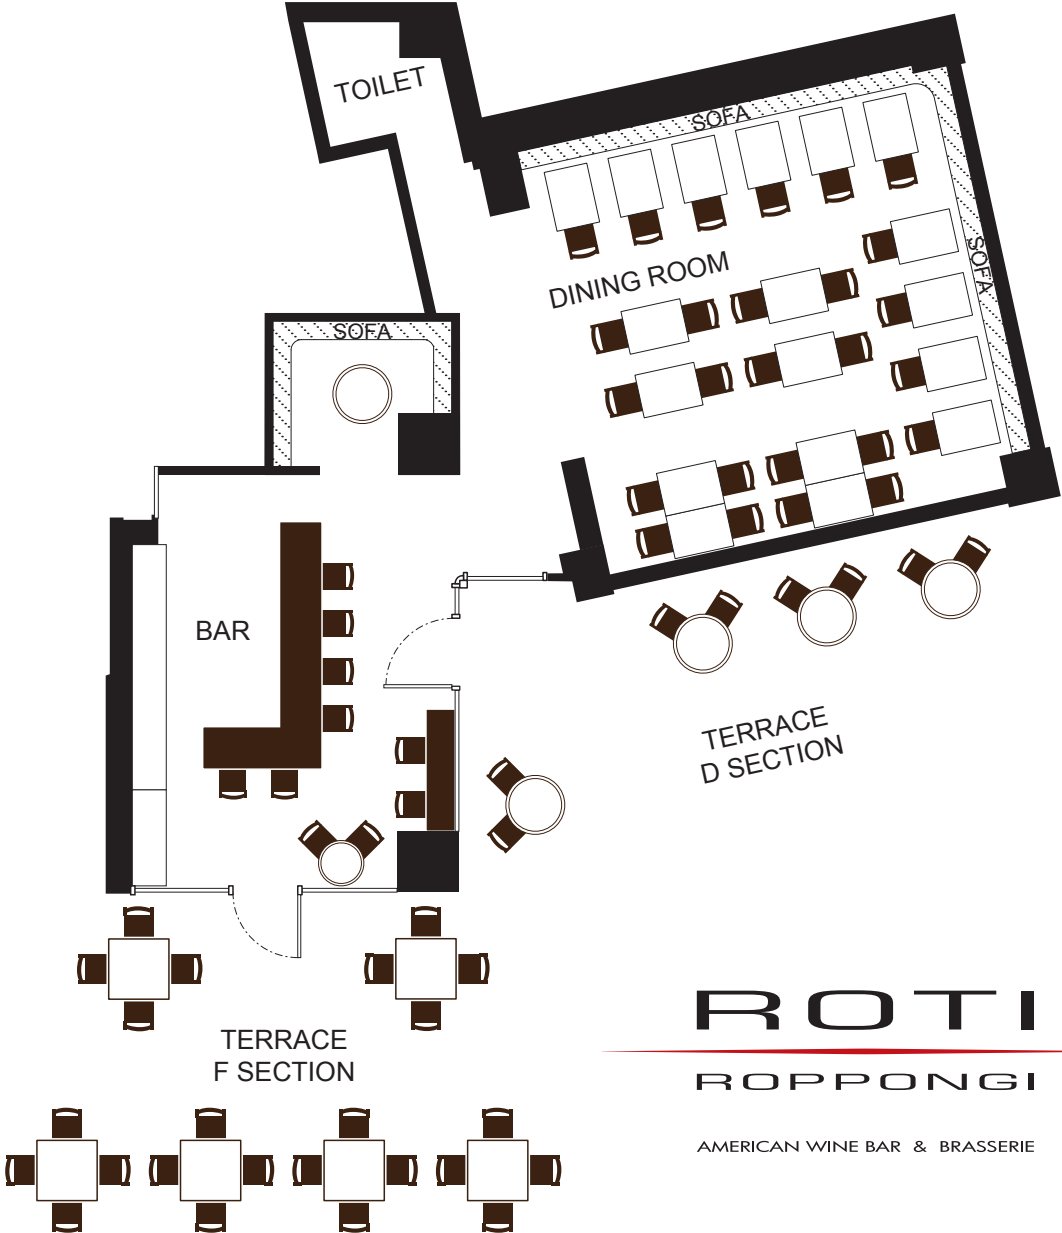 TOILET
SOFA
DINING ROOM
SOFA
SOFA
BAR
TERRACE
D SECTION
TERRACE
F SECTION
ROTI
ROPPONGI
AMERICAN WINE BAR & BRASSERIE